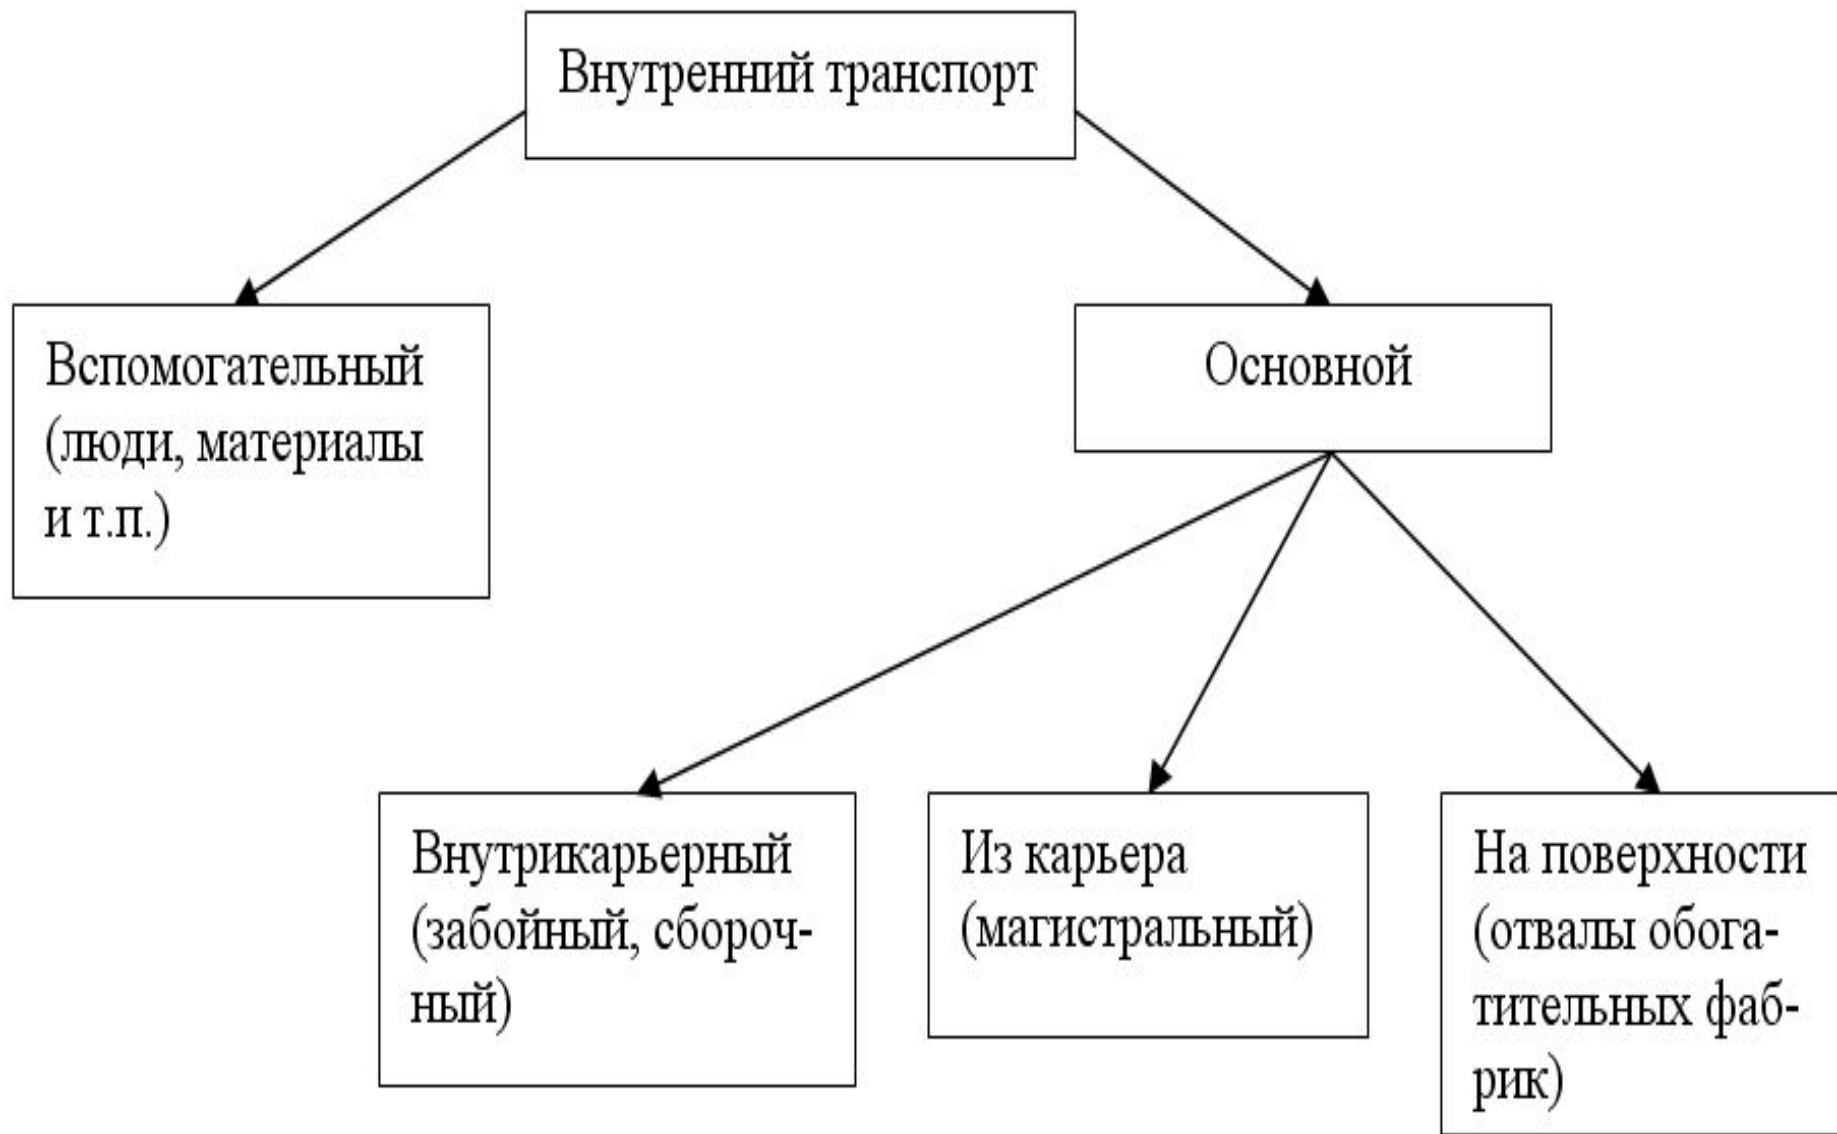 Внутренний транспорт
Вспомогательный
(люди, материалы
и т.п.)
Основной
Внутрикарьерный
(забойный, сбороч-
ный)
Из карьера
(магистральный)
На поверхности
(отвалы обога-
тительных фаб-
рик)